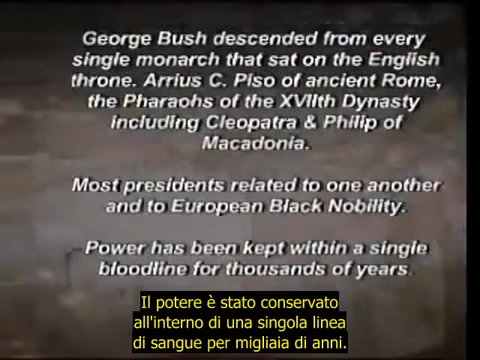 George Bush descended from every
single monarch that sat on the English
throne. Arrius C. Piso of ancient Rome,
the Pharaohs of the XVIIth Dynasty
including Cleopatra & Philip of
Macadonia.
Most presidents related to one another
and to European Black Nobility.
Power has been kept within a single
bloodline for thousands of years
Il potere è stato conservato
all'interno di una singola linea
di sangue per migliaia di anni.